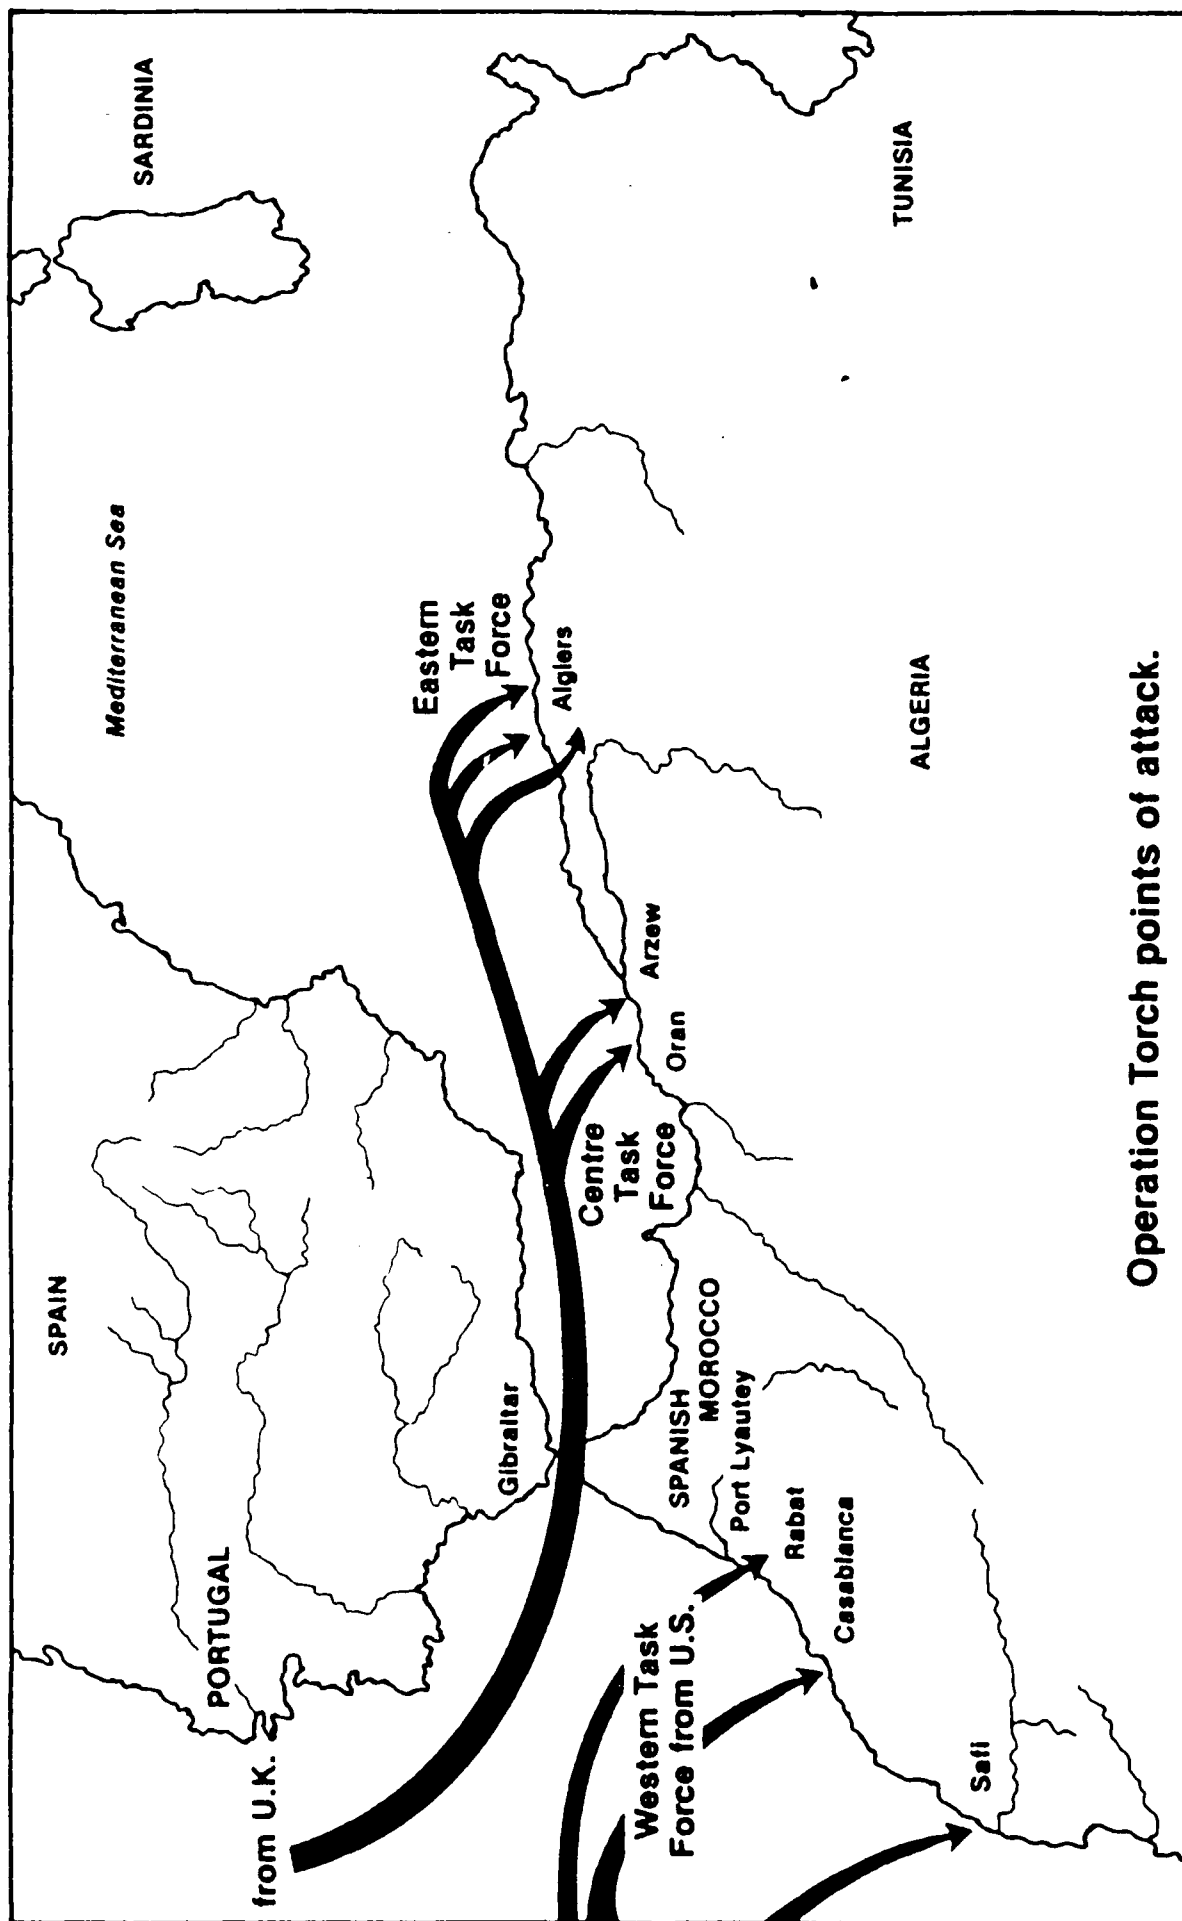 SARDINIA
Mediterranean Sea
SPAIN
PORTUGAL
from U.K.
Gibraltar
Eastern
Task
Force
Algiers
Centre
Task
Force
Arzew
Oran
SPANISH
MOROCCO
Port Lyautey
Rabat
Casablanca
Western Task
Force from U.S.
Safi
TUNISIA
ALGERIA
Operation Torch points of attack.